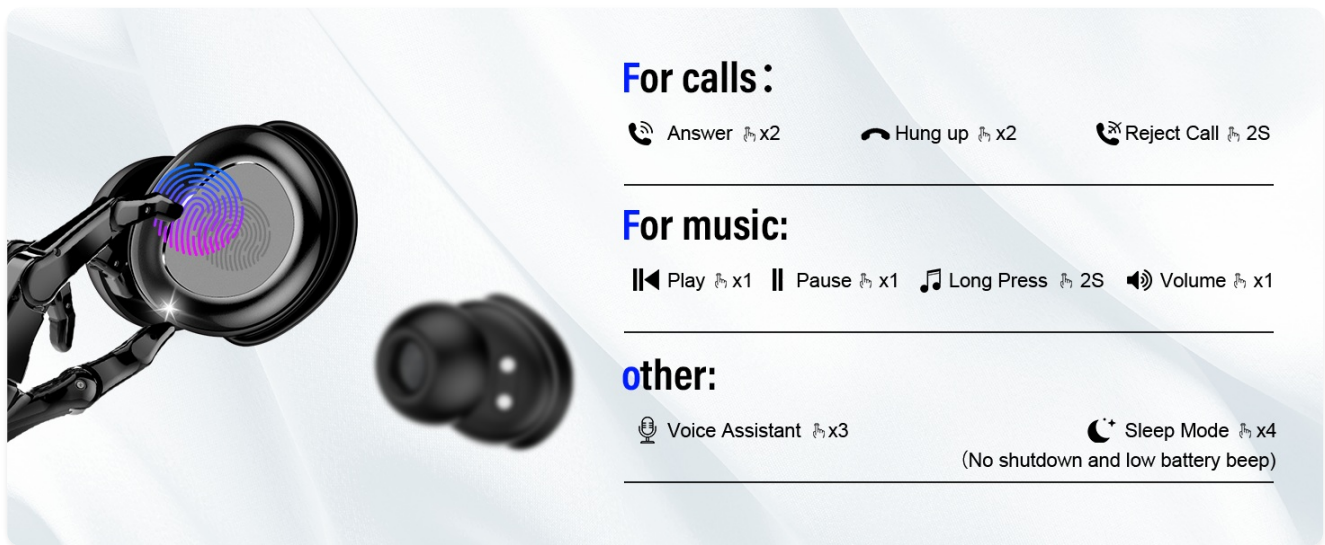 For calls：
Answer x2 Hung up x2 Reject Call 2S
For music:
Play x1 Pause x1 Long Press 2S Volume x1
other:
Voice Assistant x3 Sleep Mode x4
（No shutdown and low battery beep)